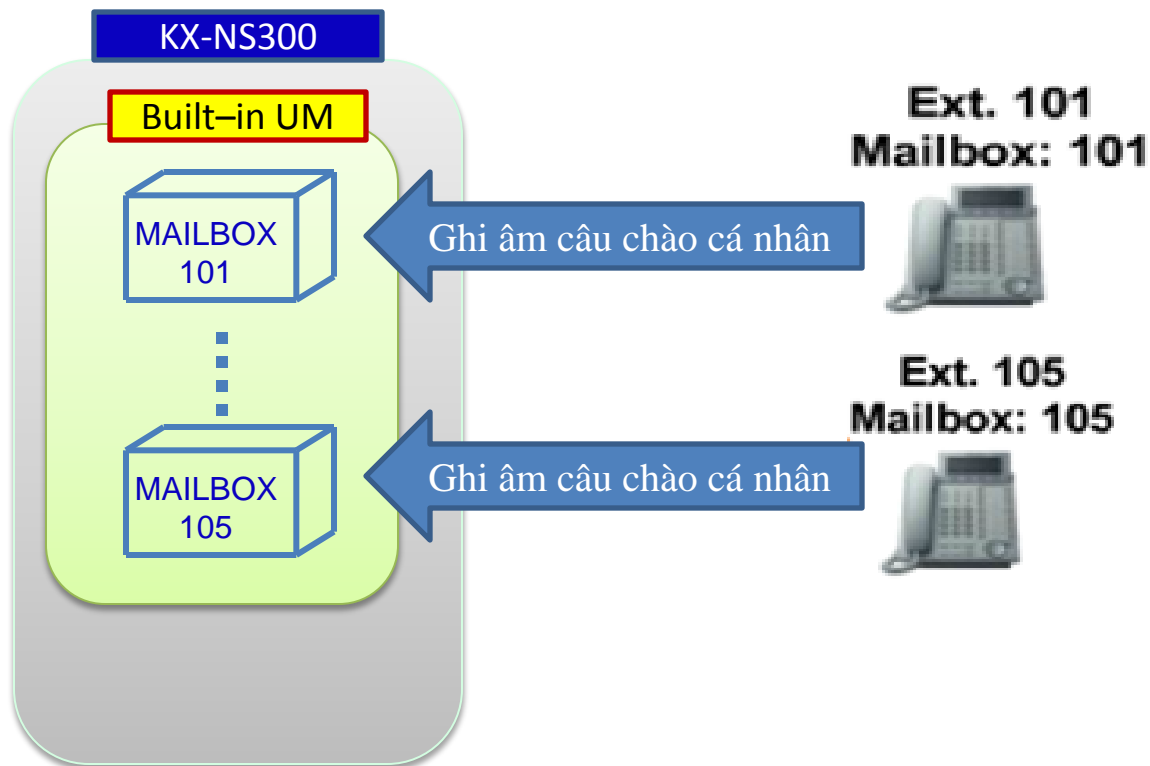 KX-NS300
Built–in UM
Ext. 101
Mailbox: 101
MAILBOX
101
Ghi âm câu chào cá nhân
Ext. 105
Mailbox: 105
MAILBOX
105
Ghi âm câu chào cá nhân